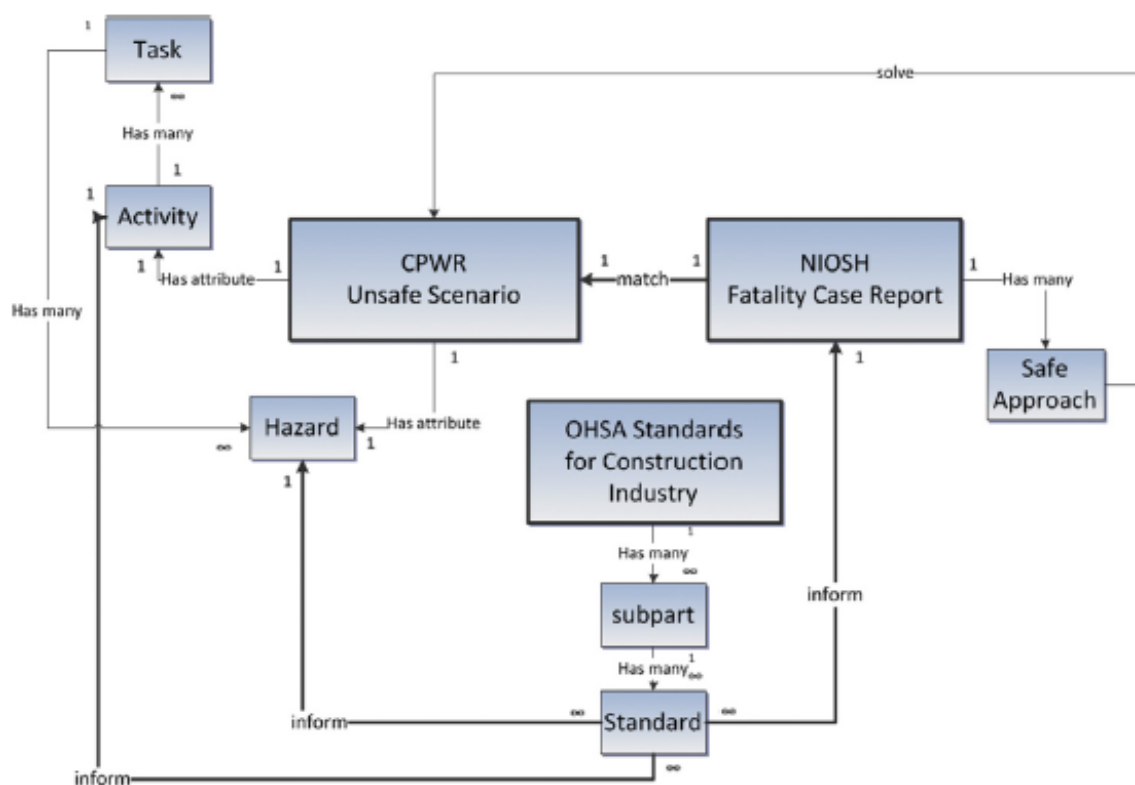 1
Task
solve
∞
Has many
1
1
Activity
1
Has attribute
1
CPWR
Unsafe Scenario
1
match
1
NIOSH
Fatality Case Report
1
Has many
Has many
1
1
Safe
Approach
Hazard
∞
Has attribute
1
1
OHSA Standards
for Construction
Industry
1
Has many
∞
subpart
inform
1
Has many
∞
inform
∞
Standard
∞
∞
inform